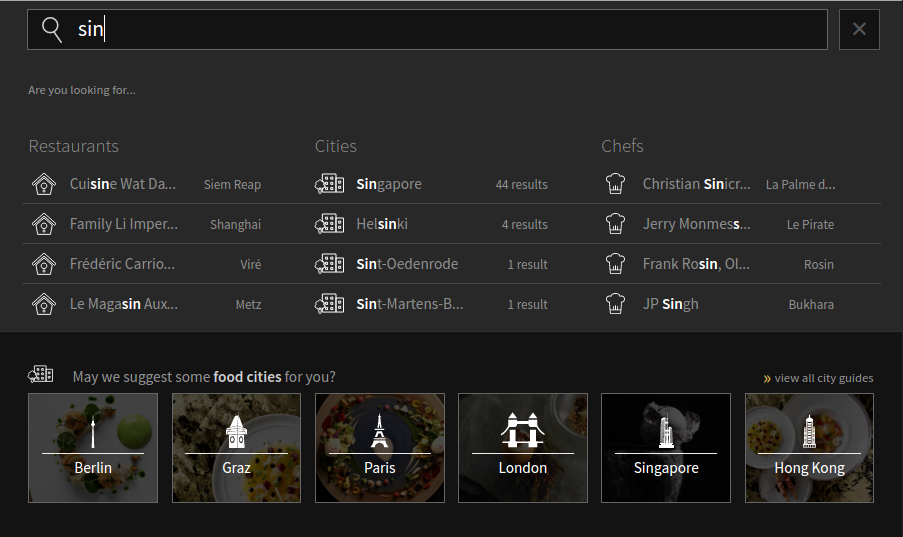 sin
Are you looking for...
Restaurants Cities Chefs
Cuisine Wat Da... Siem Reap Singapore 44 results Christian Sinicr... La Palme d...
Family Li Imper... Shanghai Helsinki 4 results Jerry Monmess... Le Pirate
Frédéric Carrio... Viré Sint-Oedenrode 1 result Frank Rosin, Ol... Rosin
Le Magasin Aux... Metz Sint-Martens-B... 1 result JP Singh Bukhara
May we suggest some food cities for you? » view all city guides
Berlin Graz Paris London Singapore Hong Kong